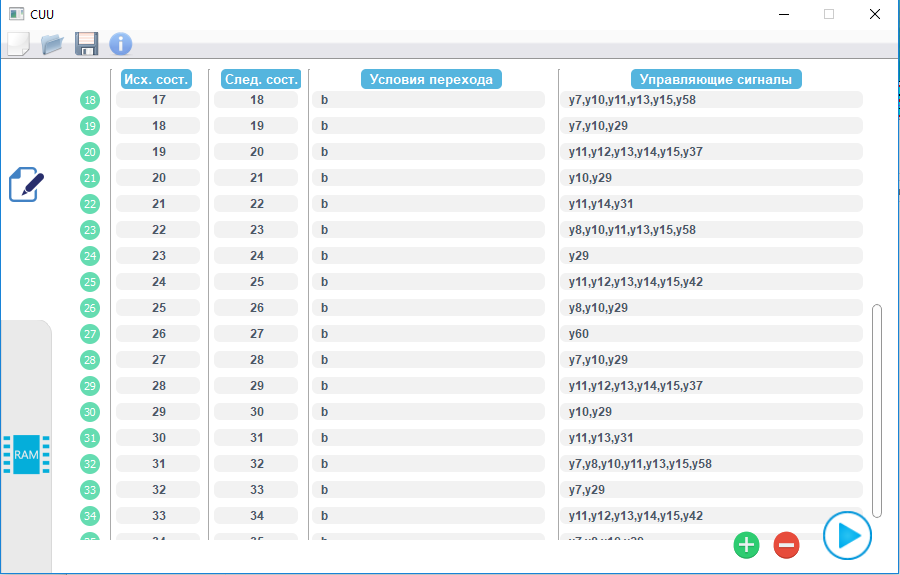 CUU
Исх. сост. След. сост. Условия перехода Управляющие сигналы
18 17 18 b y7,y10,y11,y13,y15,y58
19 18 19 b y7,y10,y29
20 19 20 b y11,y12,y13,y14,y15,y37
21 20 21 b y10,y29
22 21 22 b y11,y14,y31
23 22 23 b y8,y10,y11,y13,y15,y58
24 23 24 b y29
25 24 25 b y11,y12,y13,y14,y15,y42
26 25 26 b y8,y10,y29
27 26 27 b y60
28 27 28 b y7,y10,y29
29 28 29 b y11,y12,y13,y14,y15,y37
30 29 30 b y10,y29
31 30 31 b y11,y13,y31
RAM
32 31 32 b y7,y8,y10,y11,y13,y15,y58
33 32 33 b y7,y29
34 33 34 b y11,y12,y13,y14,y15,y42
34 35 b